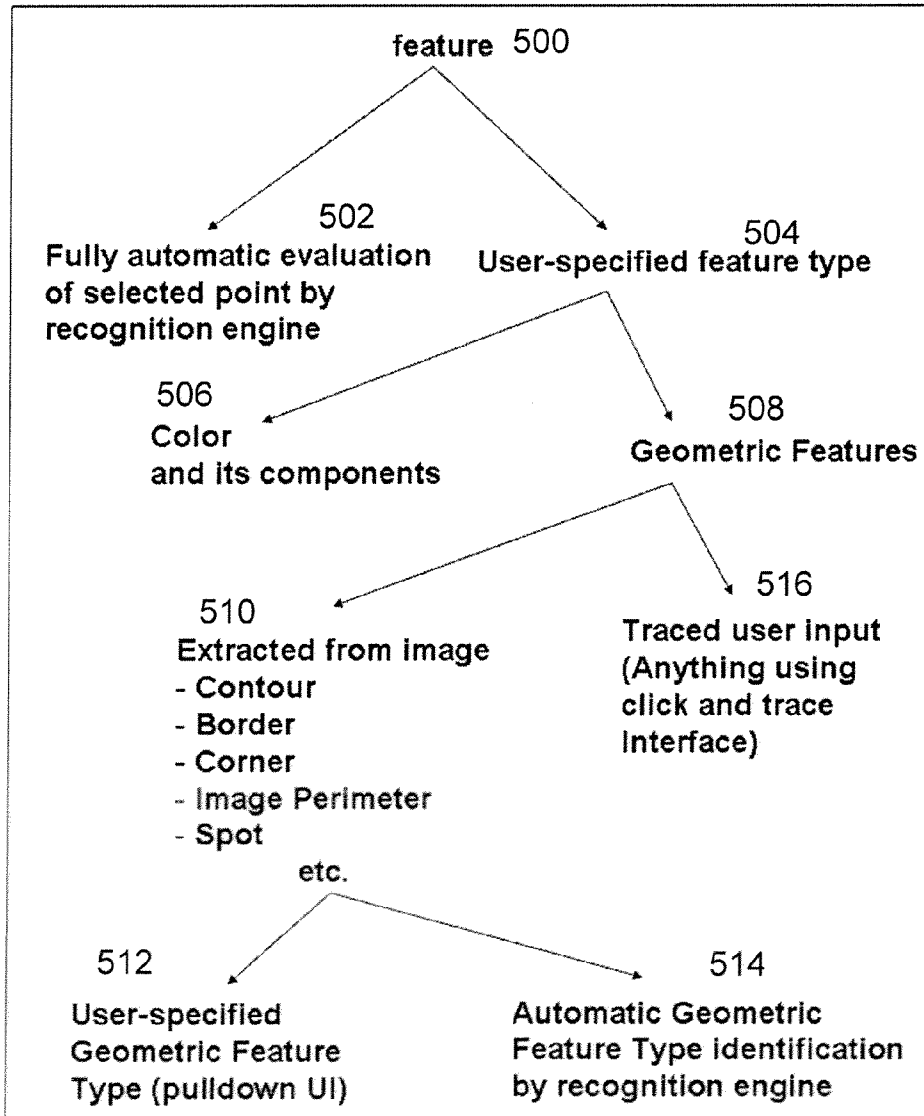 feature 500
502
Fully automatic evaluation
of selected point by
recognition engine
504
User-specified feature type
506
Color
and its components
508
Geometric Features
510
Extracted from image
- Contour
- Border
- Corner
- Image Perimeter
- Spot
etc.
516
Traced user input
(Anything using
click and trace
interface)
512
User-specified
Geometric Feature
Type (pulldown UI)
514
Automatic Geometric
Feature Type identification
by recognition engine